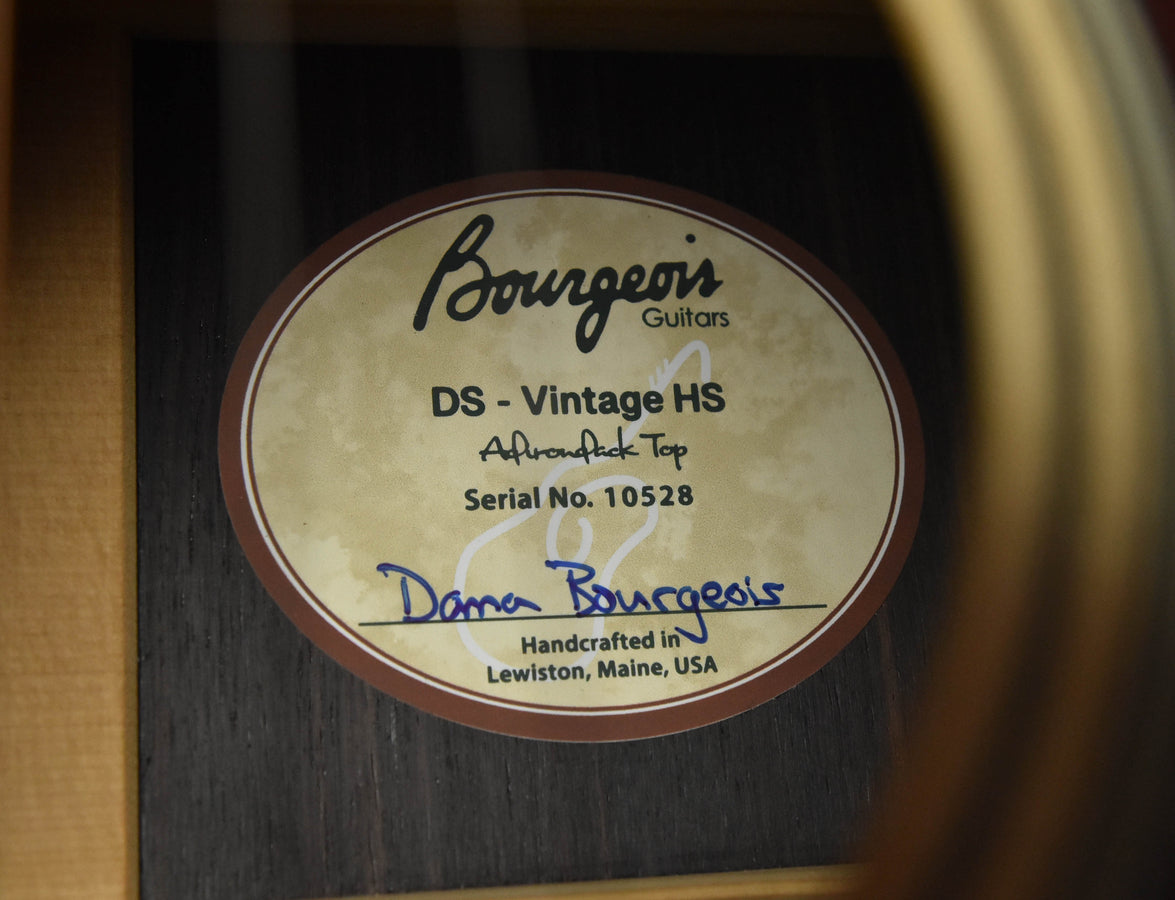 Bourgeois
Guitars
DS - Vintage HS
Adirondack Top
Serial No. 10528
Dana Bourgeois
Handcrafted in
Lewiston, Maine, USA